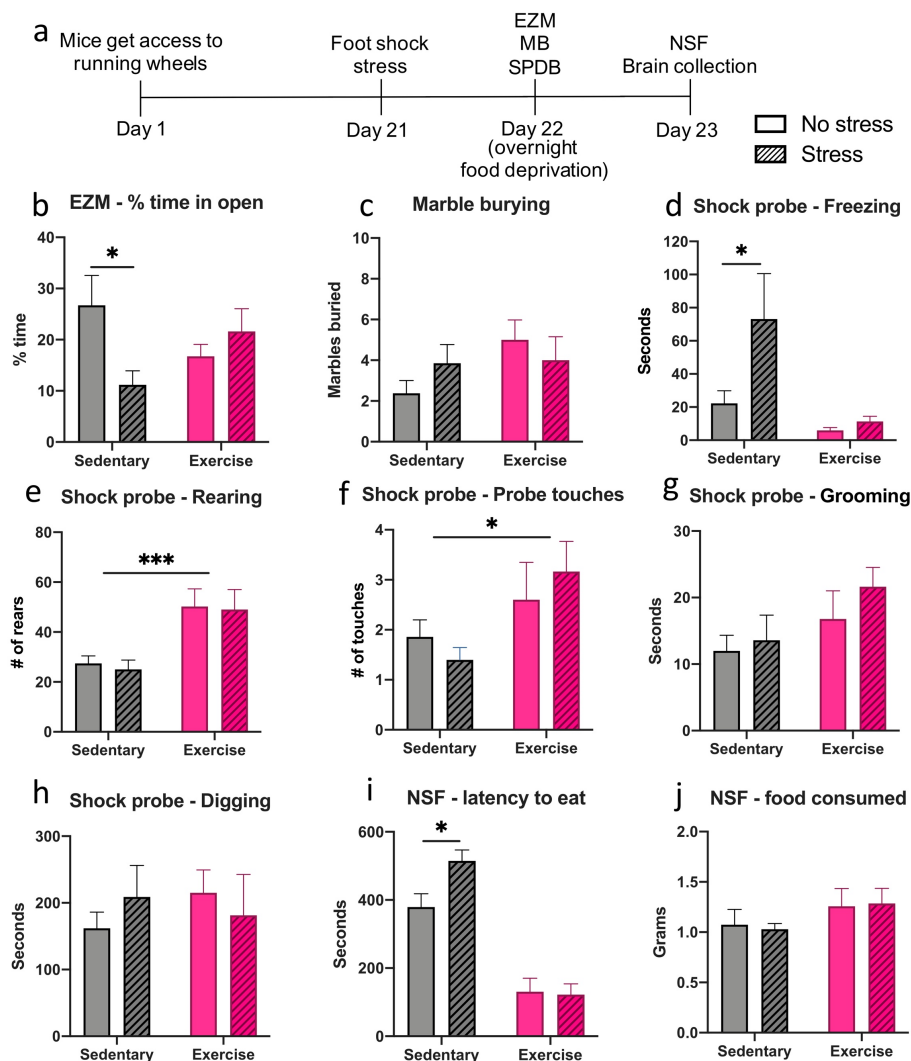 a
Mice get access to
running wheels
Foot shock
stress
EZM
MB
SPDB
NSF
Brain collection
Day 1
Day 21
Day 22
(overnight
food deprivation)
Day 23
No stress
Stress
b
EZM - % time in open
% time
40
30
20
10
0
*
Sedentary
Exercise
c
Marble burying
Marbles buried
10
8
6
4
2
0
Sedentary
Exercise
d
Shock probe - Freezing
Seconds
120
100
80
60
40
20
0
*
Sedentary
Exercise
e
Shock probe - Rearing
# of rears
80
60
40
20
0
***
Sedentary
Exercise
f
Shock probe - Probe touches
# of touches
4
3
2
1
0
*
Sedentary
Exercise
g
Shock probe - Grooming
Seconds
30
20
10
0
Sedentary
Exercise
h
Shock probe - Digging
Seconds
300
200
100
0
Sedentary
Exercise
i
NSF - latency to eat
Seconds
600
400
200
0
*
Sedentary
Exercise
j
NSF - food consumed
Grams
2.0
1.5
1.0
0.5
0.0
Sedentary
Exercise